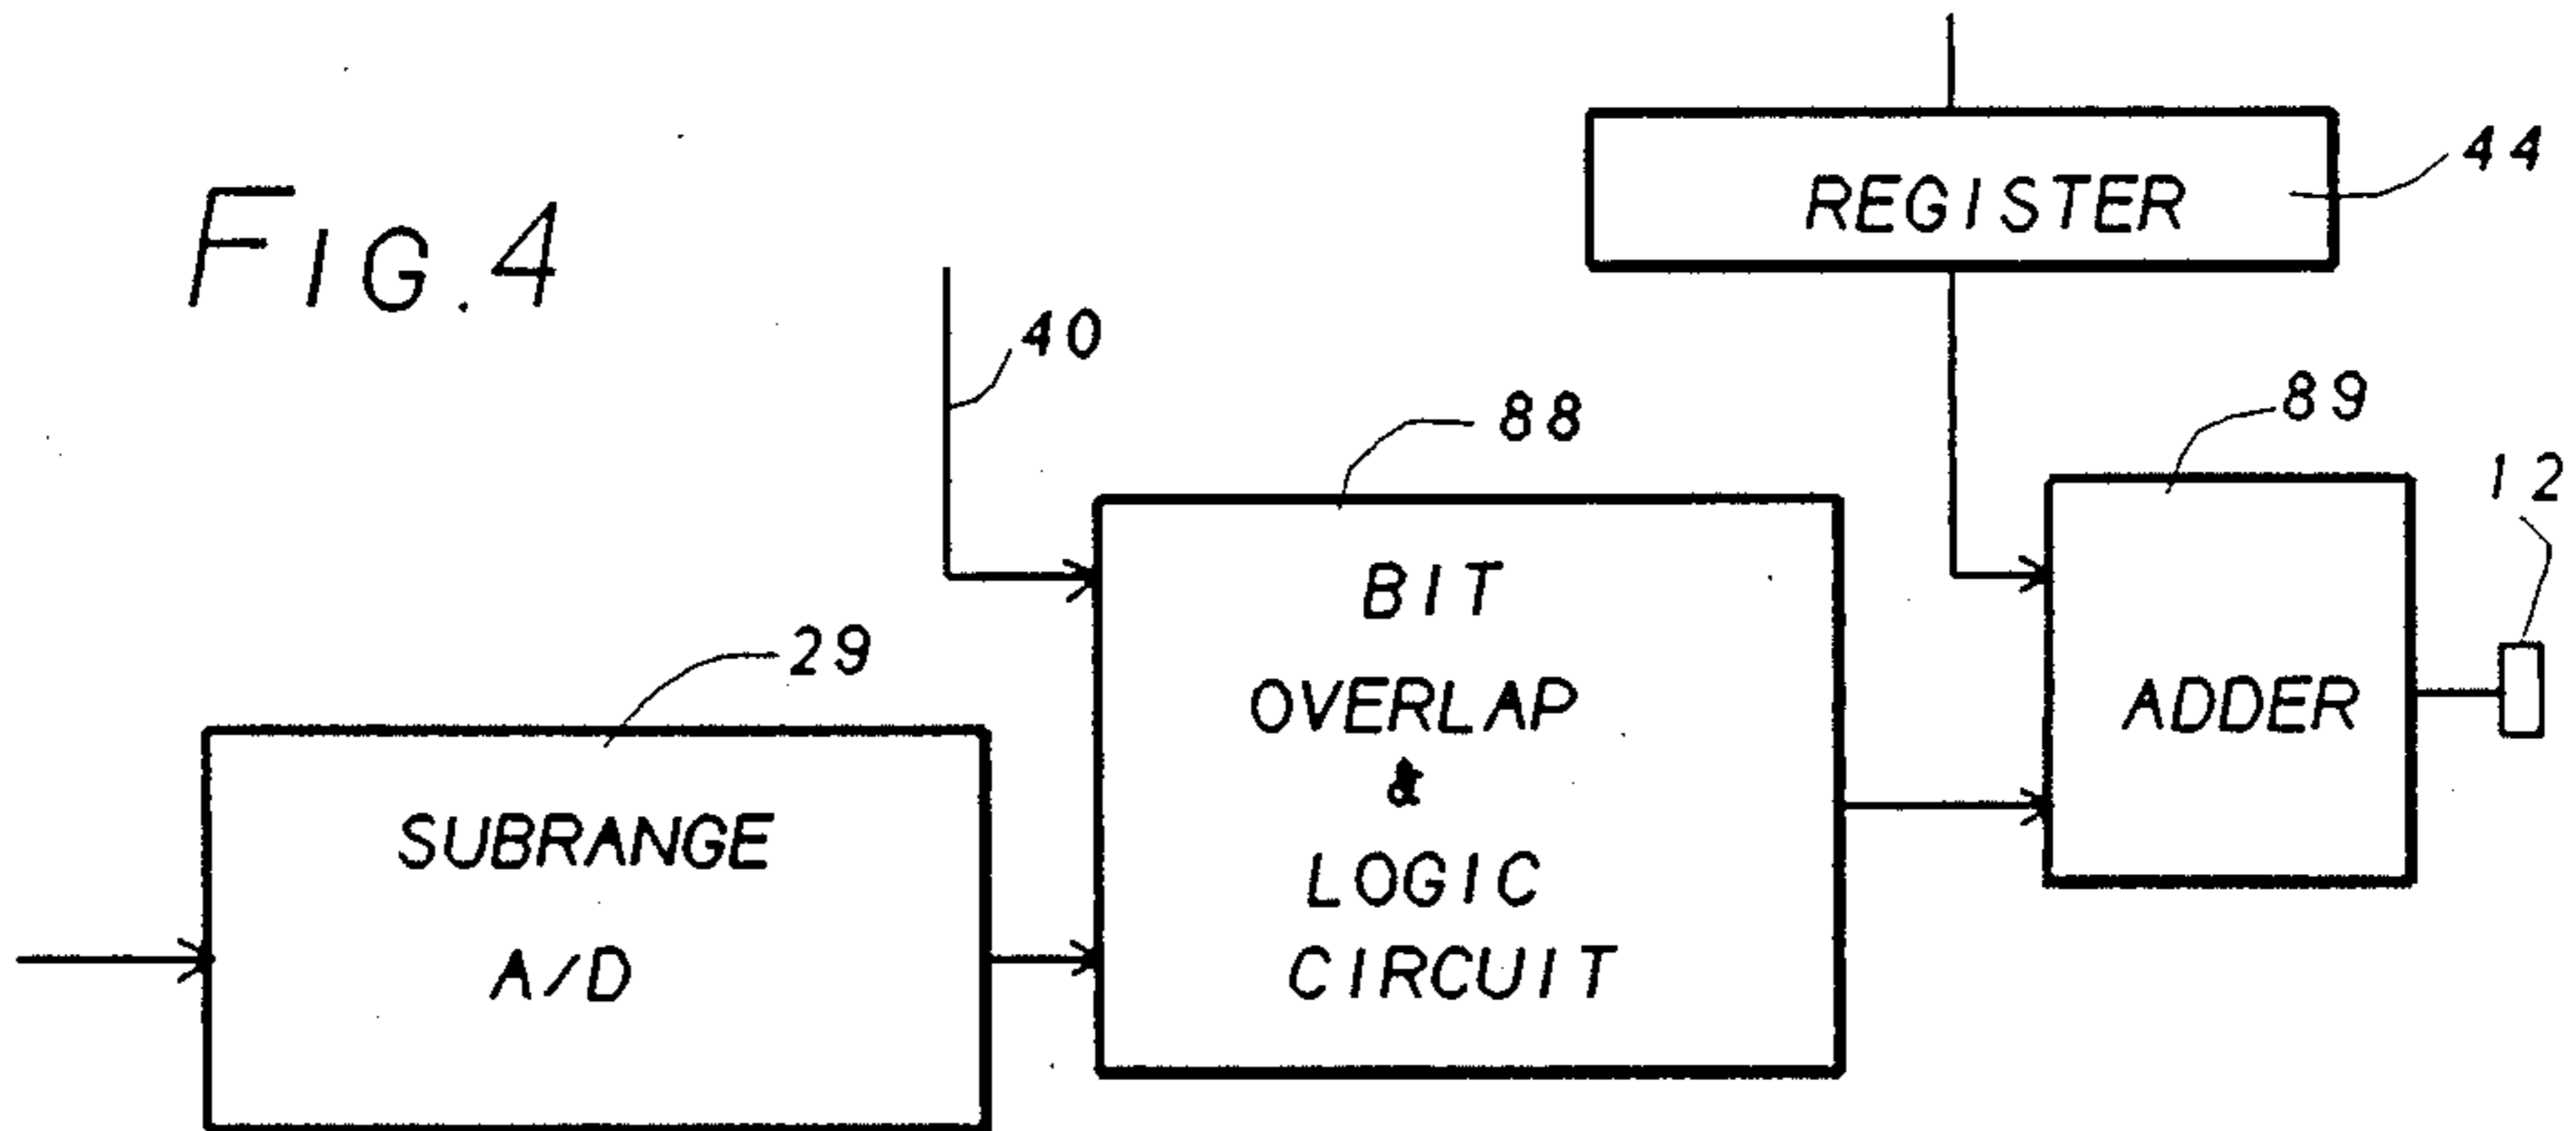 FIG.4
REGISTER
44
40
88
89
12
29
BIT
OVERLAP
&
LOGIC
CIRCUIT
ADDER
SUBRANGE
A/D